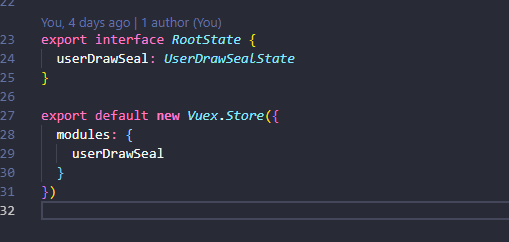 22
You, 4 days ago | 1 author (You)
23 export interface RootState {
24   userDrawSeal: UserDrawSealState
25 }
26
27 export default new Vuex.Store({
28   modules: {
29     userDrawSeal
30   }
31 })
32